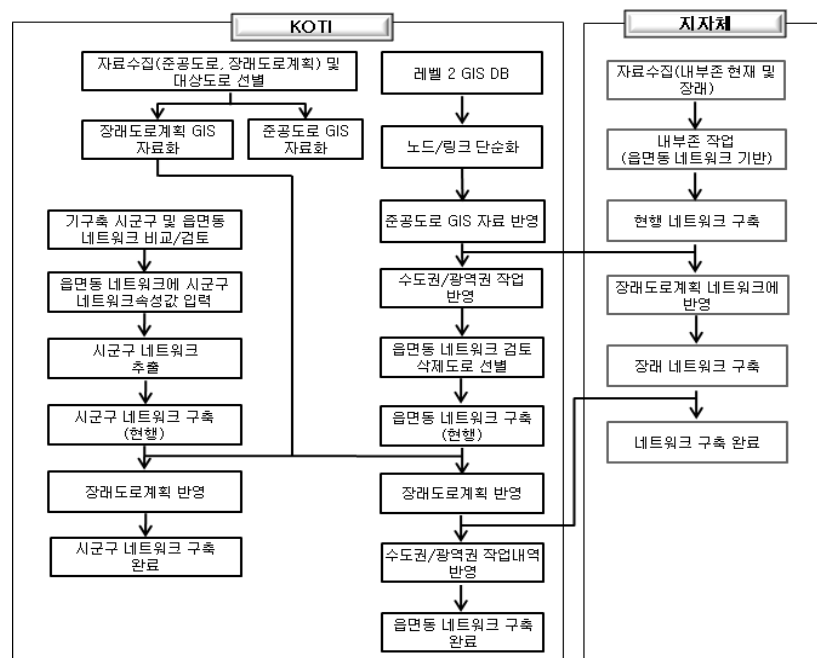 KOTI
지자체
자료수집(준공도로, 장래도로계획) 및
대상도로 선별
장래도로계획 GIS
자료화
준공도로 GIS
자료화
기구축 시군구 및 읍면동
네트워크 비교/검토
읍면동 네트워크에 시군구
네트워크속성값 입력
시군구 네트워크
추출
시군구 네트워크 구축
(현행)
장래도로계획 반영
시군구 네트워크 구축
완료
레벨 2 GIS DB
노드/링크 단순화
준공도로 GIS 자료 반영
수도권/광역권 작업
반영
읍면동 네트워크 검토
삭제도로 선별
읍면동 네트워크 구축
(현행)
장래도로계획 반영
수도권/광역권 작업내역
반영
읍면동 네트워크 구축
완료
자료수집(내부존 현재 및
장래)
내부존 작업
(읍면동 네트워크 기반)
현행 네트워크 구축
장래도로계획 네트워크에
반영
장래 네트워크 구축
네트워크 구축 완료